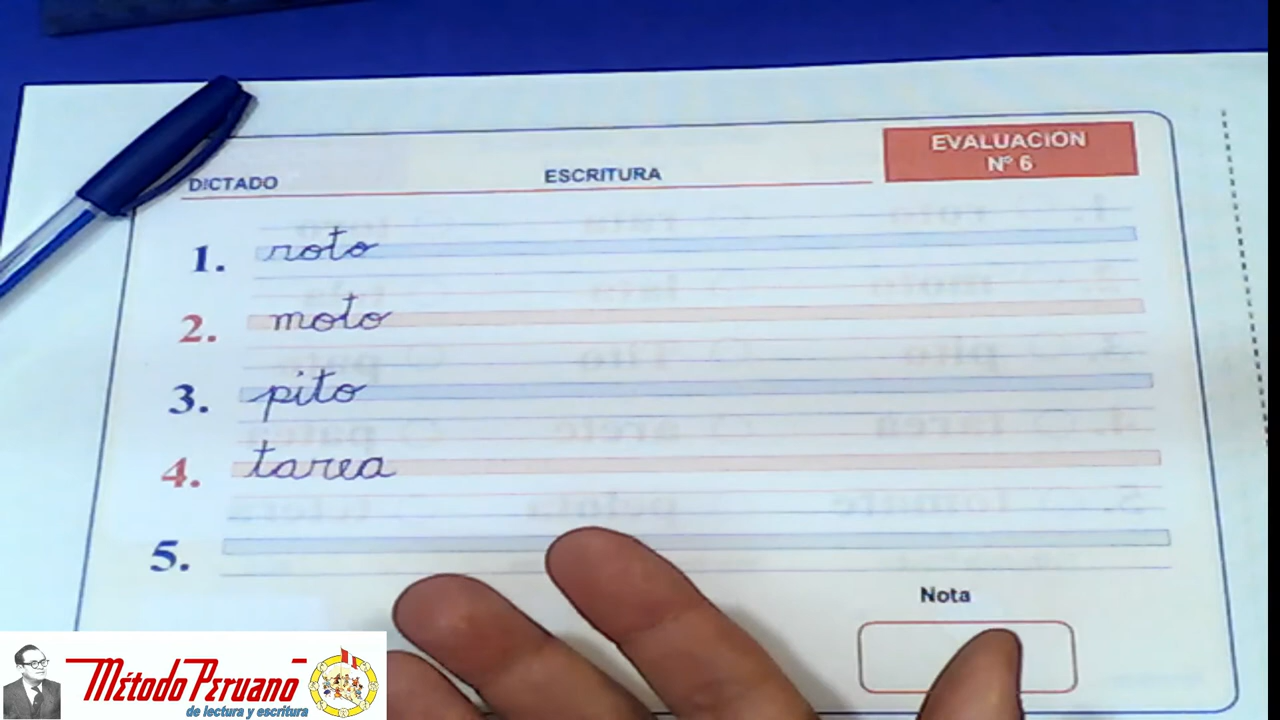 EVALUACION
Nº 6
DICTADO ESCRITURA
1. roto
2. moto
3. pito
4. tarea
5.
Nota
Método Peruano
de lectura y escritura